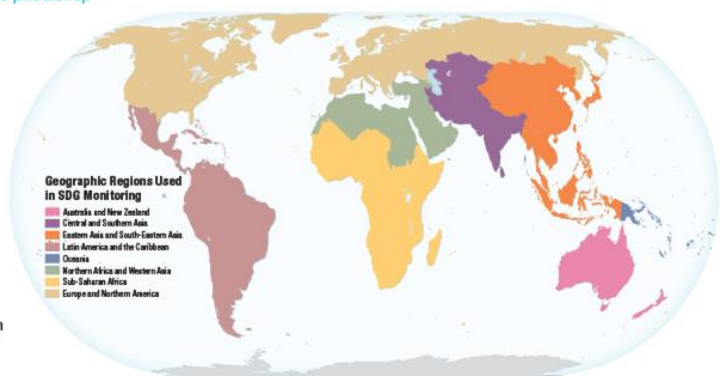 Geographic Regions Used
in SDG Monitoring
Australia and New Zealand
Central and Southern Asia
Eastern Asia and South-Eastern Asia
Latin America and the Caribbean
Oceania
Northern Africa and Western Asia
Sub-Saharan Africa
Europe and Northern America